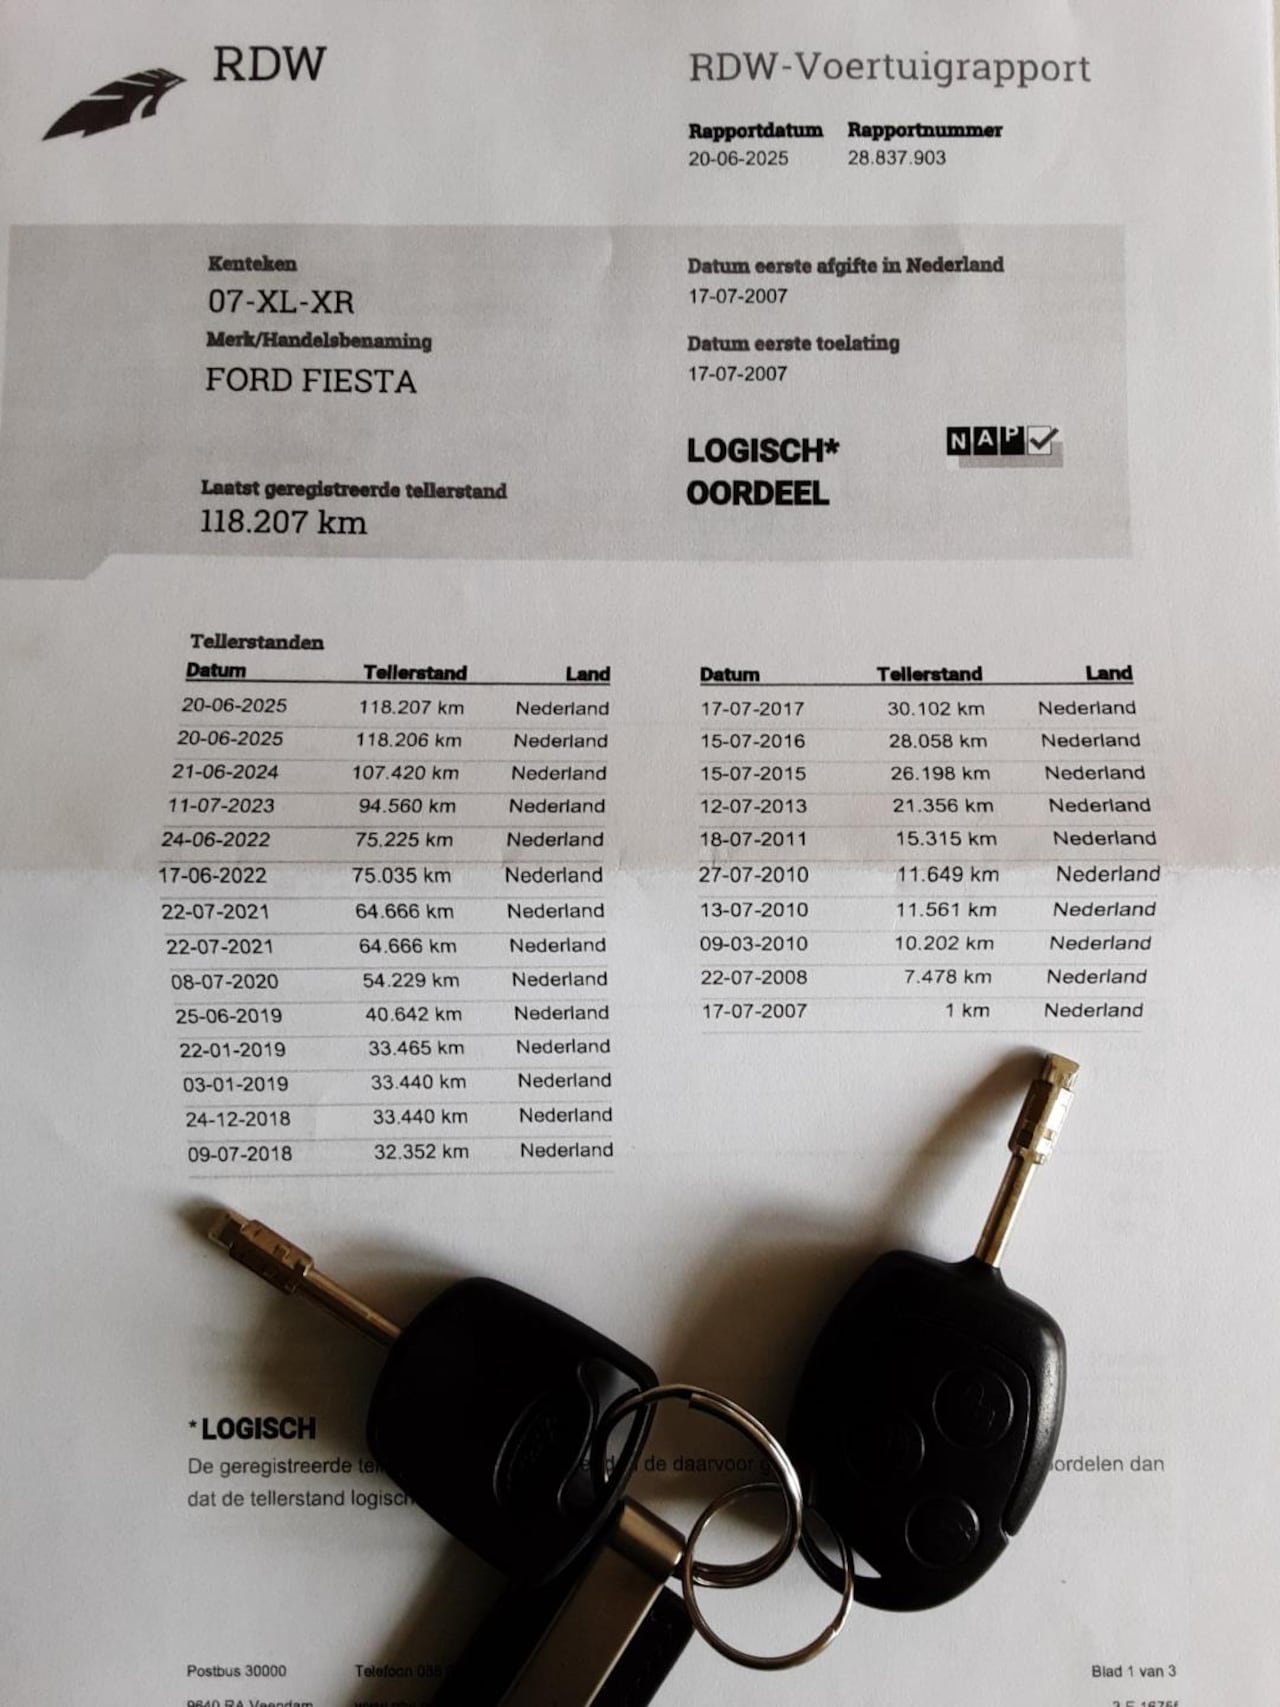 RDW
RDW-Voertuigrapport
Rapportdatum Rapportnummer
20-06-2025 28.837.903
Kenteken
07-XL-XR
Merk/Handelsbenaming
FORD FIESTA
Laatst geregistreerde tellerstand
118.207 km
Datum eerste afgifte in Nederland
17-07-2007
Datum eerste toelating
17-07-2007
LOGISCH*
OORDEEL
NAP
Tellerstanden
Datum Tellerstand Land
20-06-2025 118.207 km Nederland
20-06-2025 118.206 km Nederland
21-06-2024 107.420 km Nederland
11-07-2023 94.560 km Nederland
24-06-2022 75.225 km Nederland
17-06-2022 75.035 km Nederland
22-07-2021 64.666 km Nederland
22-07-2021 64.666 km Nederland
08-07-2020 54.229 km Nederland
25-06-2019 40.642 km Nederland
22-01-2019 33.465 km Nederland
03-01-2019 33.440 km Nederland
24-12-2018 33.440 km Nederland
09-07-2018 32.352 km Nederland
Datum Tellerstand Land
17-07-2017 30.102 km Nederland
15-07-2016 28.058 km Nederland
15-07-2015 26.198 km Nederland
12-07-2013 21.356 km Nederland
18-07-2011 15.315 km Nederland
27-07-2010 11.649 km Nederland
13-07-2010 11.561 km Nederland
09-03-2010 10.202 km Nederland
22-07-2008 7.478 km Nederland
17-07-2007 1 km Nederland
*LOGISCH
De geregistreerde de daarvoor dan
dat de tellerstand
Postbus 30000 Telefoon Blad 1 van 3
9640 RA Veendam